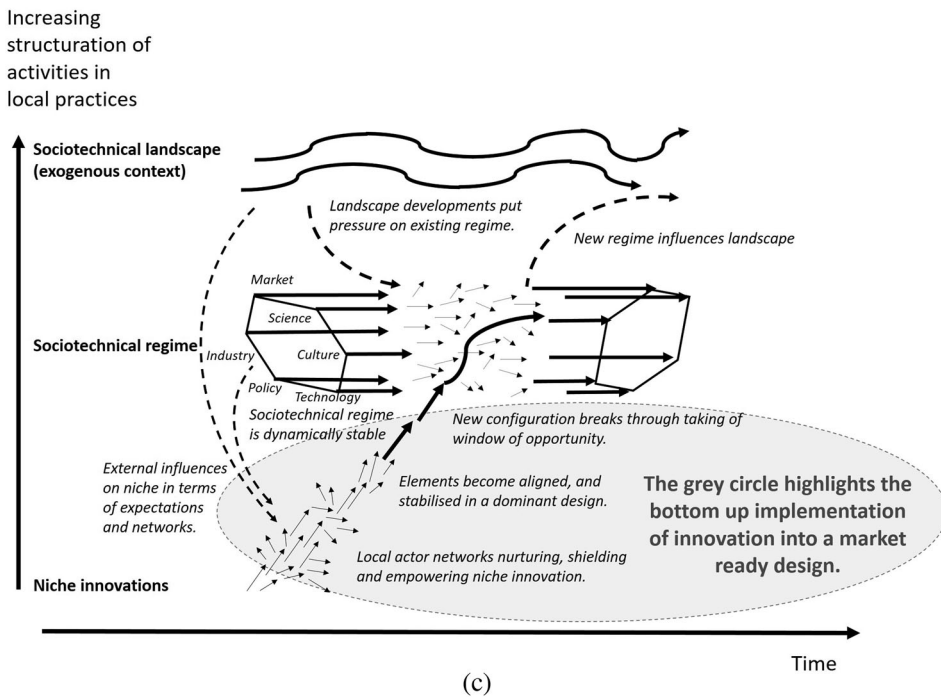 Increasing
structuration of
activities in
local practices
Sociotechnical landscape
(exogenous context)
Landscape developments put
pressure on existing regime.
New regime influences landscape
Market
Science
Sociotechnical regime
Industry
Culture
Policy
Technology
Sociotechnical regime
is dynamically stable
New configuration breaks through taking of
window of opportunity.
External influences
on niche in terms
of expectations
and networks.
Elements become aligned, and
stabilised in a dominant design.
The grey circle highlights the
bottom up implementation
of innovation into a market
ready design.
Local actor networks nurturing, shielding
and empowering niche innovation.
Niche innovations
Time
(c)